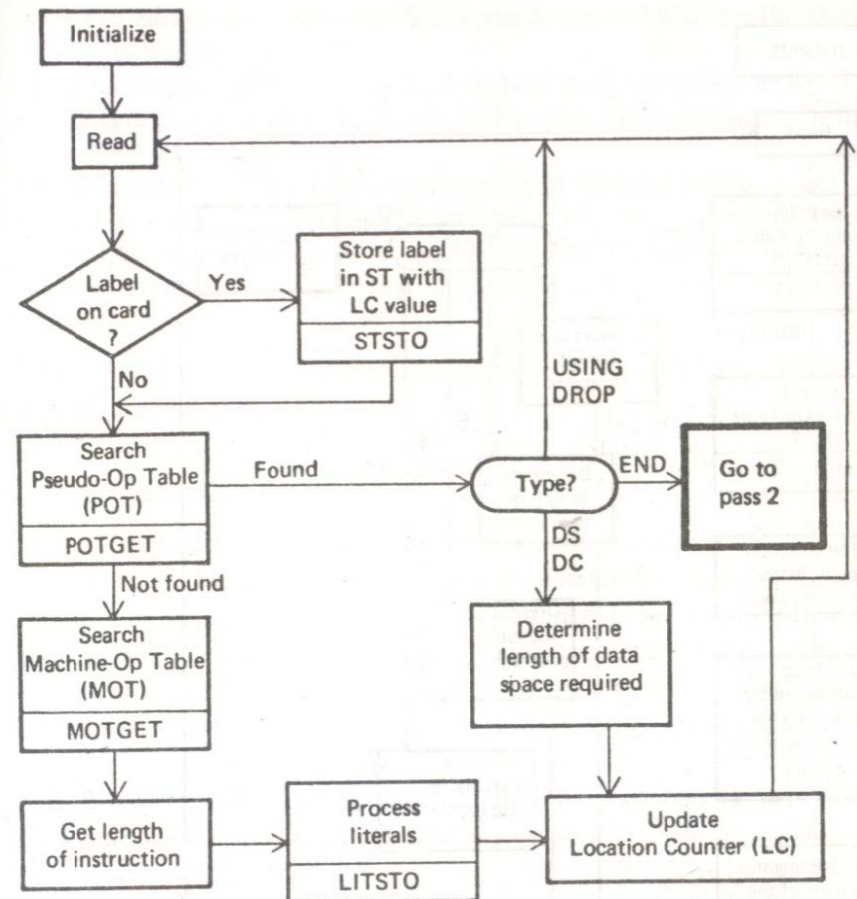 Initialize
Read
Label
on card
?
Yes
Store label
in ST with
LC value
STSTO
No
USING
DROP
Search
Pseudo-Op Table
(POT)
POTGET
Found
Type?
END
Go to
pass 2
DS
DC
Not found
Search
Machine-Op Table
(MOT)
MOTGET
Determine
length of data
space required
Get length
of instruction
Process
literals
LITSTO
Update
Location Counter (LC)